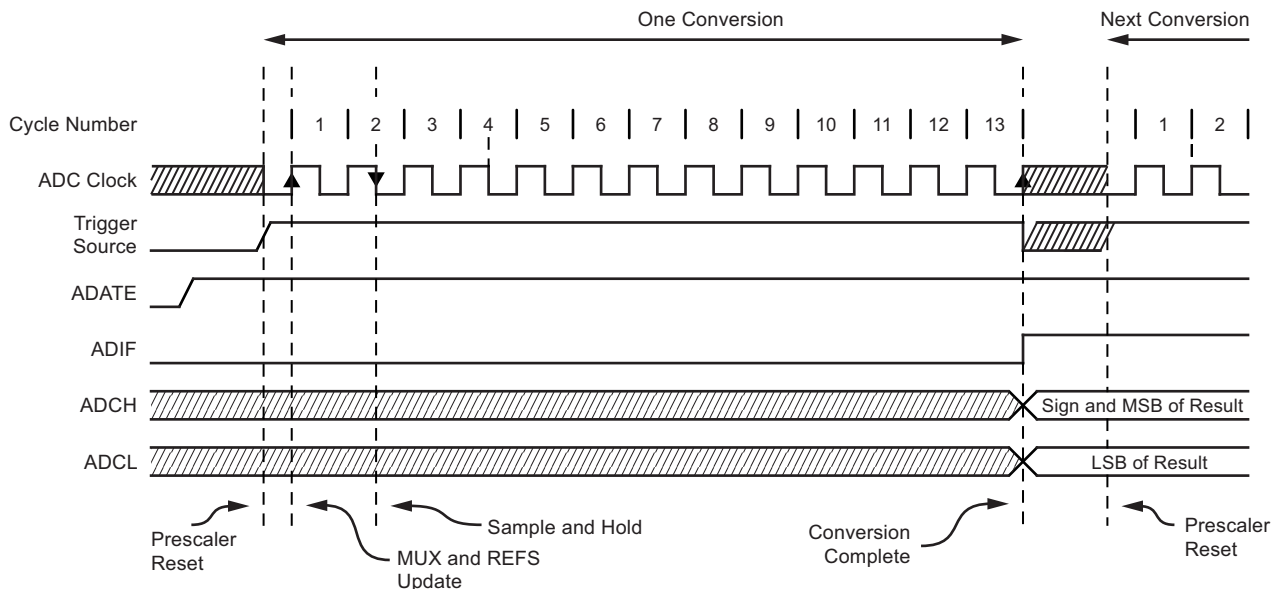 One Conversion
Next Conversion
Cycle Number
1 2 3 4 5 6 7 8 9 10 11 12 13 1 2
ADC Clock
Trigger
Source
ADATE
ADIF
ADCH
Sign and MSB of Result
ADCL
LSB of Result
Prescaler
Reset
MUX and REFS
Update
Sample and Hold
Conversion
Complete
Prescaler
Reset